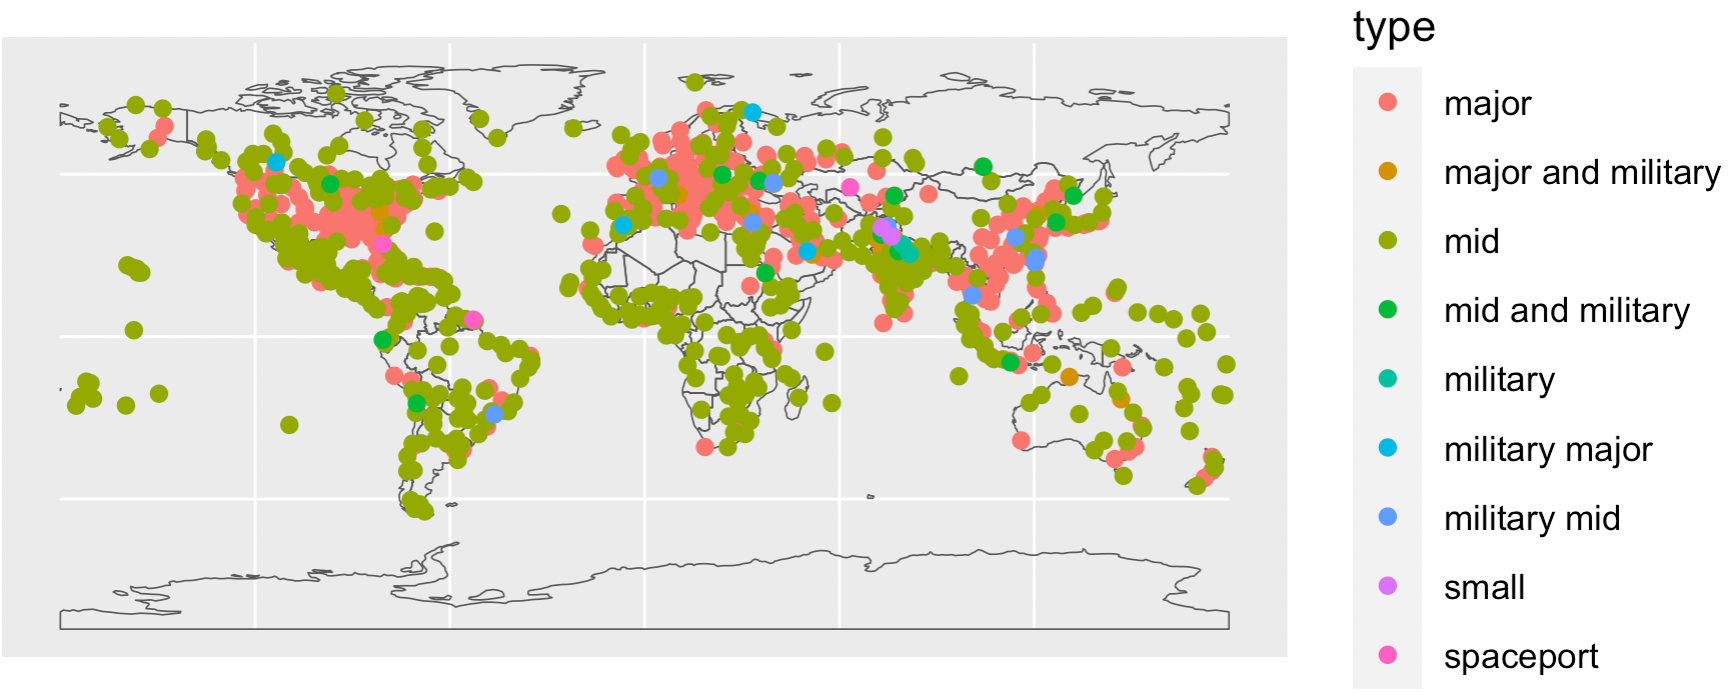 type
major
major and military
mid
mid and military
military
military major
military mid
small
spaceport